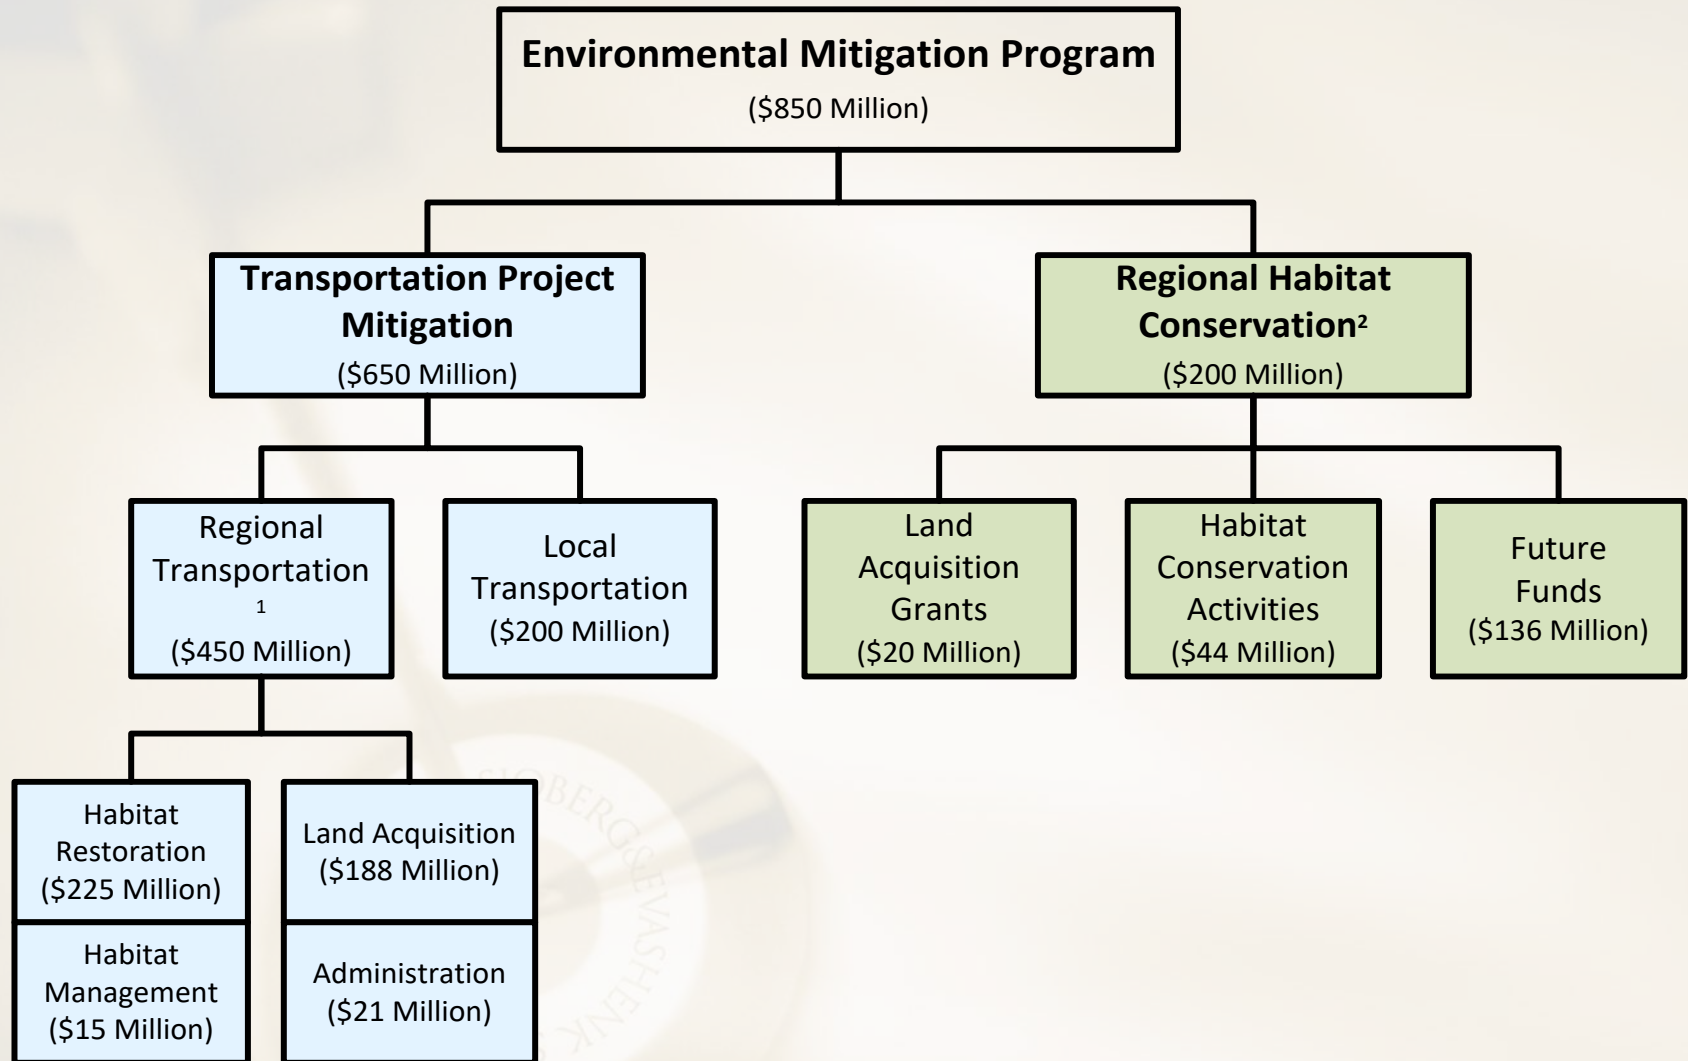 Environmental Mitigation Program
($850 Million)
Transportation Project
Mitigation
($650 Million)
Regional Habitat
Conservation²
($200 Million)
Regional
Transportation
1
($450 Million)
Local
Transportation
($200 Million)
Land
Acquisition
Grants
($20 Million)
Habitat
Conservation
Activities
($44 Million)
Future
Funds
($136 Million)
Habitat
Restoration
($225 Million)
Land Acquisition
($188 Million)
Habitat
Management
($15 Million)
Administration
($21 Million)
SJOBERG&EVASHENK